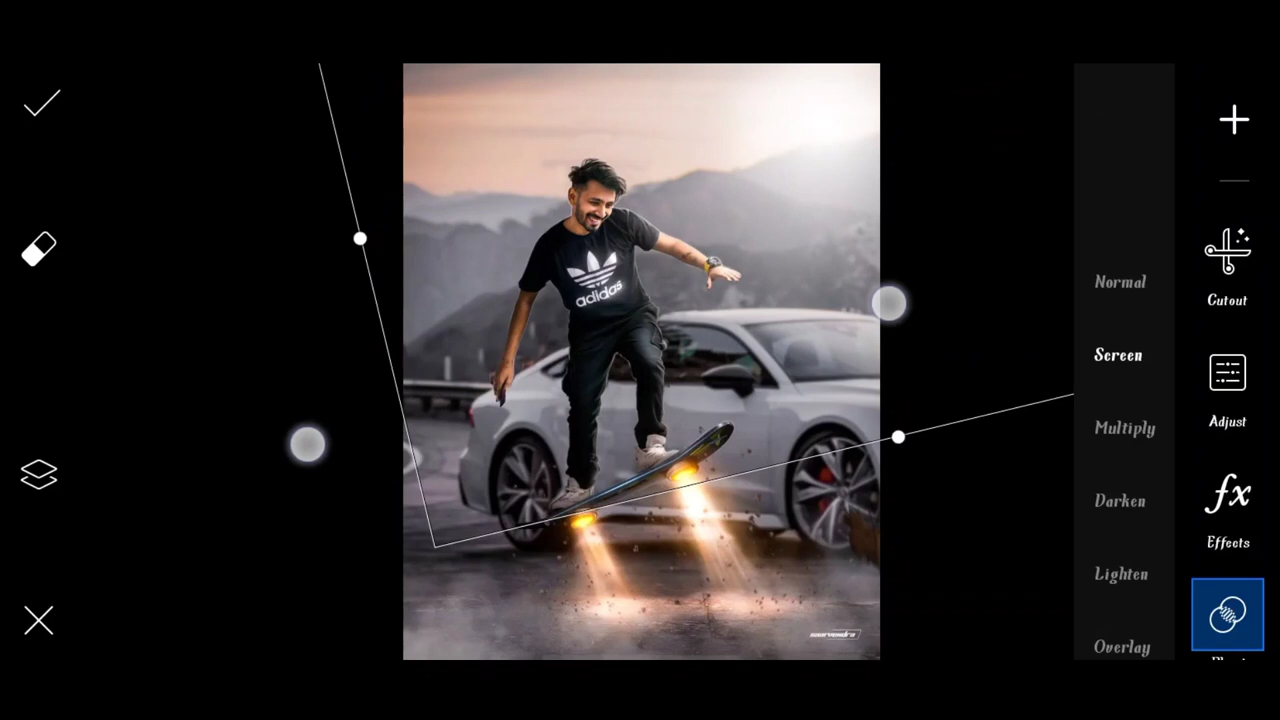 Normal
Screen
Multiply
Darken
Lighten
Overlay
Cutout
Adjust
fx
Effects
adidas